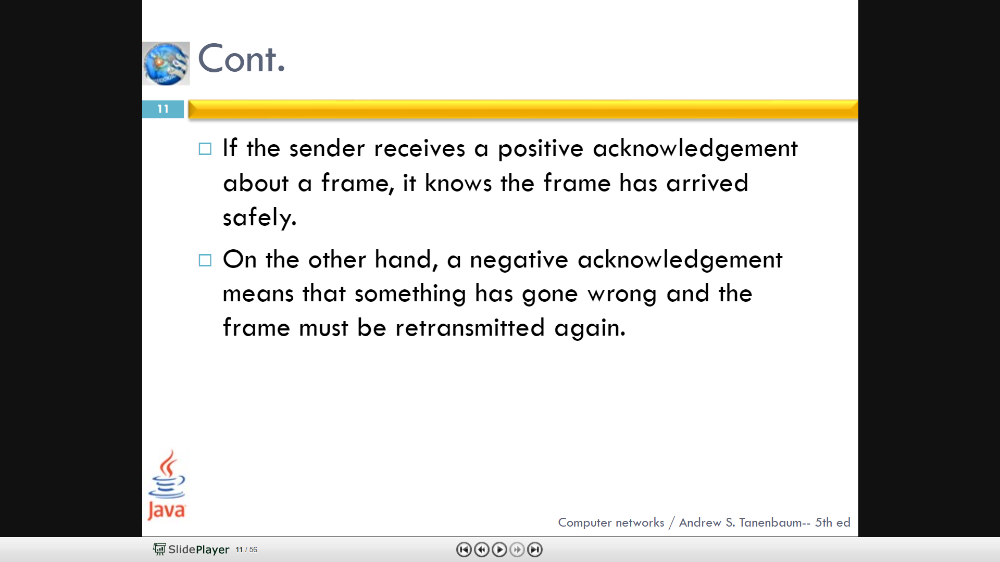 Cont.
11
If the sender receives a positive acknowledgement
about a frame, it knows the frame has arrived
safely.
On the other hand, a negative acknowledgement
means that something has gone wrong and the
frame must be retransmitted again.
Java
Computer networks / Andrew S. Tanenbaum-- 5th ed
SlidePlayer 11 / 56